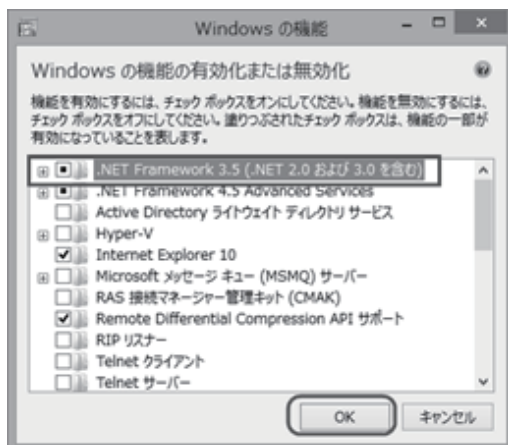 Windows の機能
Windows の機能の有効化または無効化
機能を有効にするには、チェック ボックスをオンにしてください。機能を無効にするには、
チェック ボックスをオフにしてください。塗りつぶされたチェック ボックスは、機能の一部が
有効になっていることを表します。
.NET Framework 3.5 (.NET 2.0 および 3.0 を含む)
.NET Framework 4.5 Advanced Services
Active Directory ライトウェイト ディレクトリ サービス
Hyper-V
Internet Explorer 10
Microsoft メッセージ キュー (MSMQ) サーバー
RAS 接続マネージャー管理キット (CMAK)
Remote Differential Compression API サポート
RIP リスナー
Telnet クライアント
Telnet サーバー
OK
キャンセル